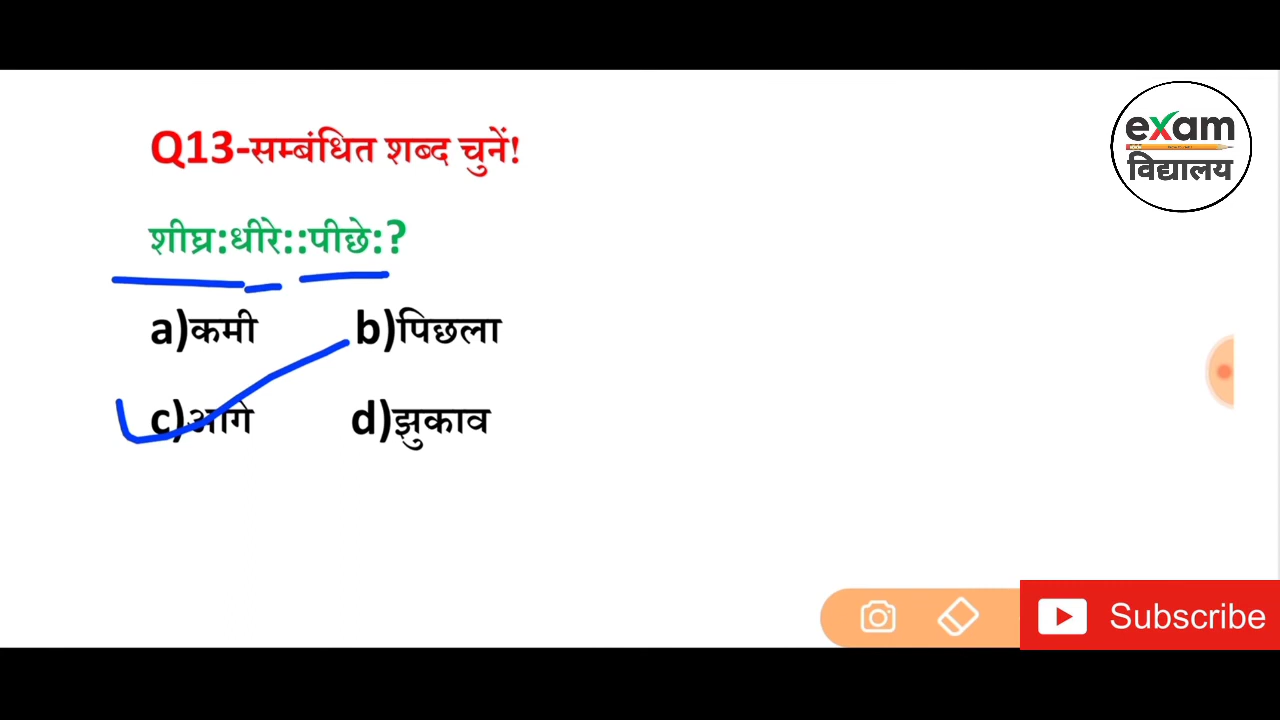 exam
विद्यालय
Q13-सम्बंधित शब्द चुनें!
शीघ्र:धीरे::पीछे:?
a)कमी b)पिछला
c)आगे d)झुकाव
Subscribe